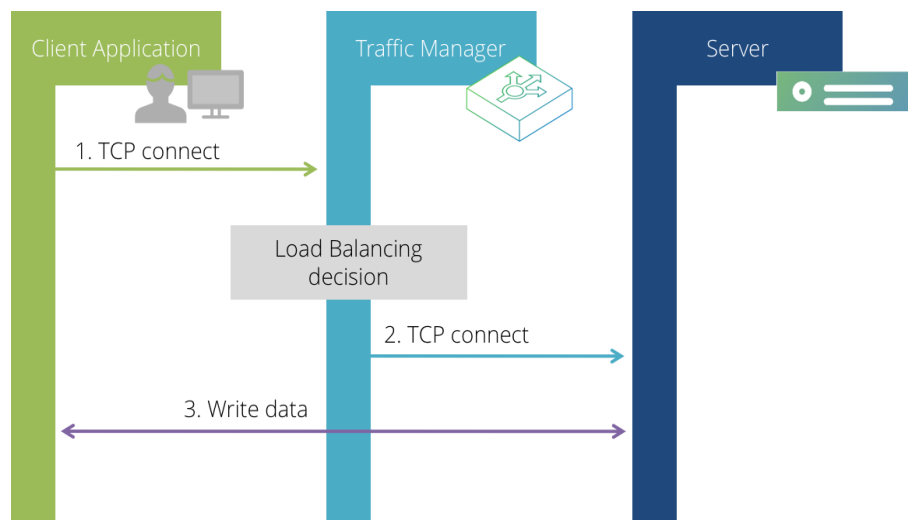 Client Application
Traffic Manager
Server
1. TCP connect
Load Balancing
decision
2. TCP connect
3. Write data